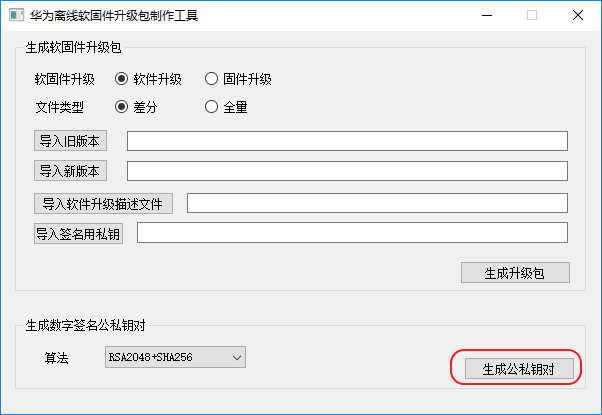 华为离线软固件升级包制作工具
生成软固件升级包
软固件升级 软件升级 固件升级
文件类型 差分 全量
导入旧版本
导入新版本
导入软件升级描述文件
导入签名用私钥
生成升级包
生成数字签名公私钥对
算法 RSA2048+SHA256
生成公私钥对